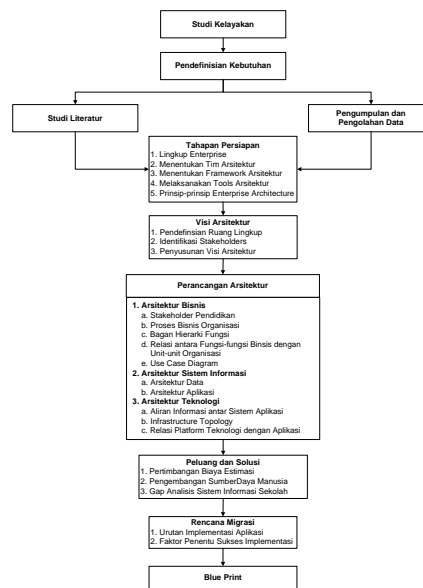 Studi Kelayakan
Pendefinisian Kebutuhan
Studi Literatur
Pengumpulan dan
Pengolahan Data
Tahapan Persiapan
1. Lingkup Enterprise
2. Menentukan Tim Arsitektur
3. Menentukan Framework Arsitektur
4. Melaksanakan Tools Arsitektur
5. Prinsip-prinsip Enterprise Architecture
Visi Arsitektur
1. Pendefinsian Ruang Lingkup
2. Identifikasi Stakeholders
3. Penyusunan Visi Arsitektur
Perancangan Arsitektur
1. Arsitektur Bisnis
a. Stakeholder Pendidikan
b. Proses Bisnis Organisasi
c. Bagan Hierarki Fungsi
d. Relasi antara Fungsi-fungsi Binsis dengan
Unit-unit Organisasi
e. Use Case Diagram
2. Arsitektur Sistem Informasi
a. Arsitektur Data
b. Arsitektur Aplikasi
3. Arsitektur Teknologi
a. Aliran Informasi antar Sistem Aplikasi
b. Infrastructure Topology
c. Relasi Platform Teknologi dengan Aplikasi
Peluang dan Solusi
1. Pertimbangan Biaya Estimasi
2. Pengembangan SumberDaya Manusia
3. Gap Analisis Sistem Informasi Sekolah
Rencana Migrasi
1. Urutan Implementasi Aplikasi
2. Faktor Penentu Sukses Implementasi
Blue Print